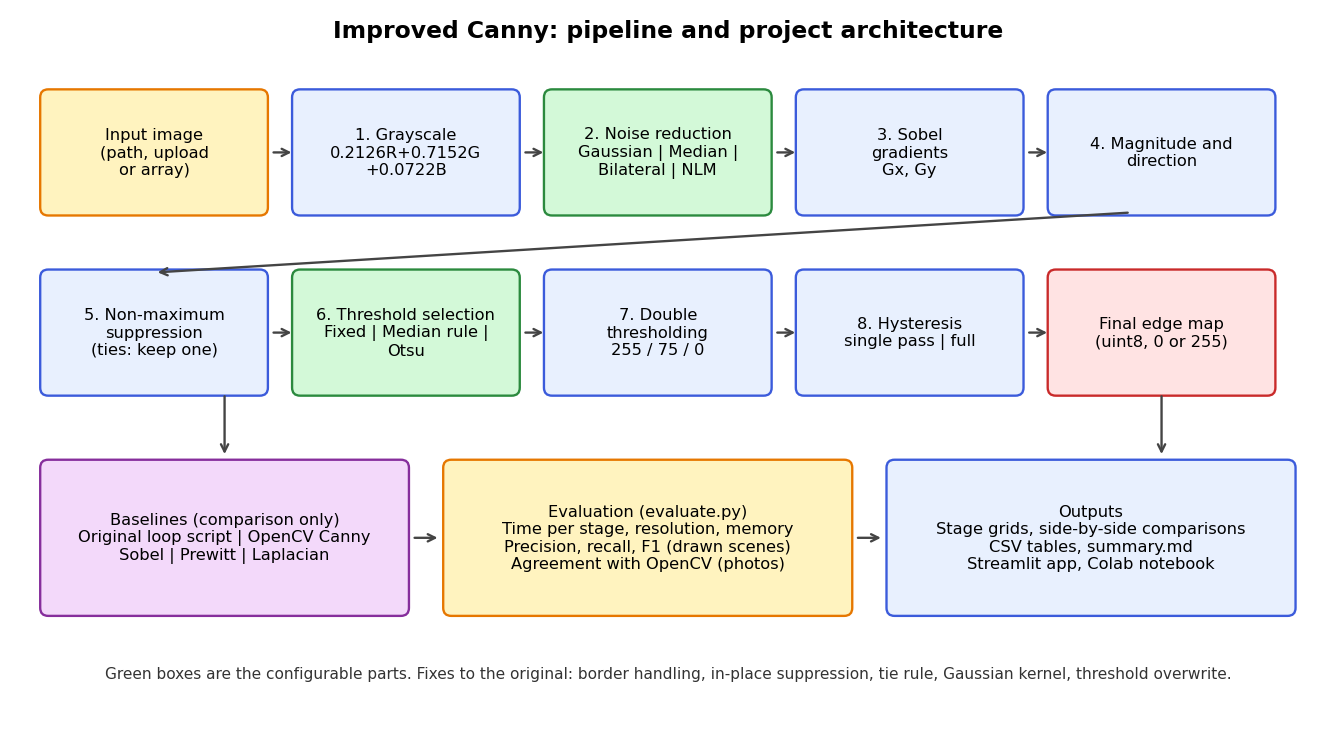 Improved Canny: pipeline and project architecture
Input image
(path, upload
or array)
1. Grayscale
0.2126R+0.7152G
+0.0722B
2. Noise reduction
Gaussian | Median |
Bilateral | NLM
3. Sobel
gradients
Gx, Gy
4. Magnitude and
direction
5. Non-maximum
suppression
(ties: keep one)
6. Threshold selection
Fixed | Median rule |
Otsu
7. Double
thresholding
255 / 75 / 0
8. Hysteresis
single pass | full
Final edge map
(uint8, 0 or 255)
Baselines (comparison only)
Original loop script | OpenCV Canny
Sobel | Prewitt | Laplacian
Evaluation (evaluate.py)
Time per stage, resolution, memory
Precision, recall, F1 (drawn scenes)
Agreement with OpenCV (photos)
Outputs
Stage grids, side-by-side comparisons
CSV tables, summary.md
Streamlit app, Colab notebook
Green boxes are the configurable parts. Fixes to the original: border handling, in-place suppression, tie rule, Gaussian kernel, threshold overwrite.